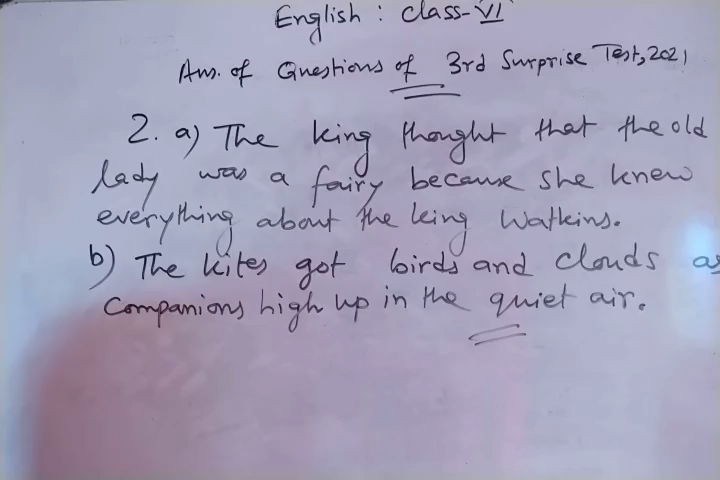 English : class-VI
Ans. of Questions of 3rd Surprise Test, 2021
2. a) The king thought that the old
lady was a fairy because she knew
everything about the king Watkins.
b) The kites got birds and clouds as
companions high up in the quiet air.